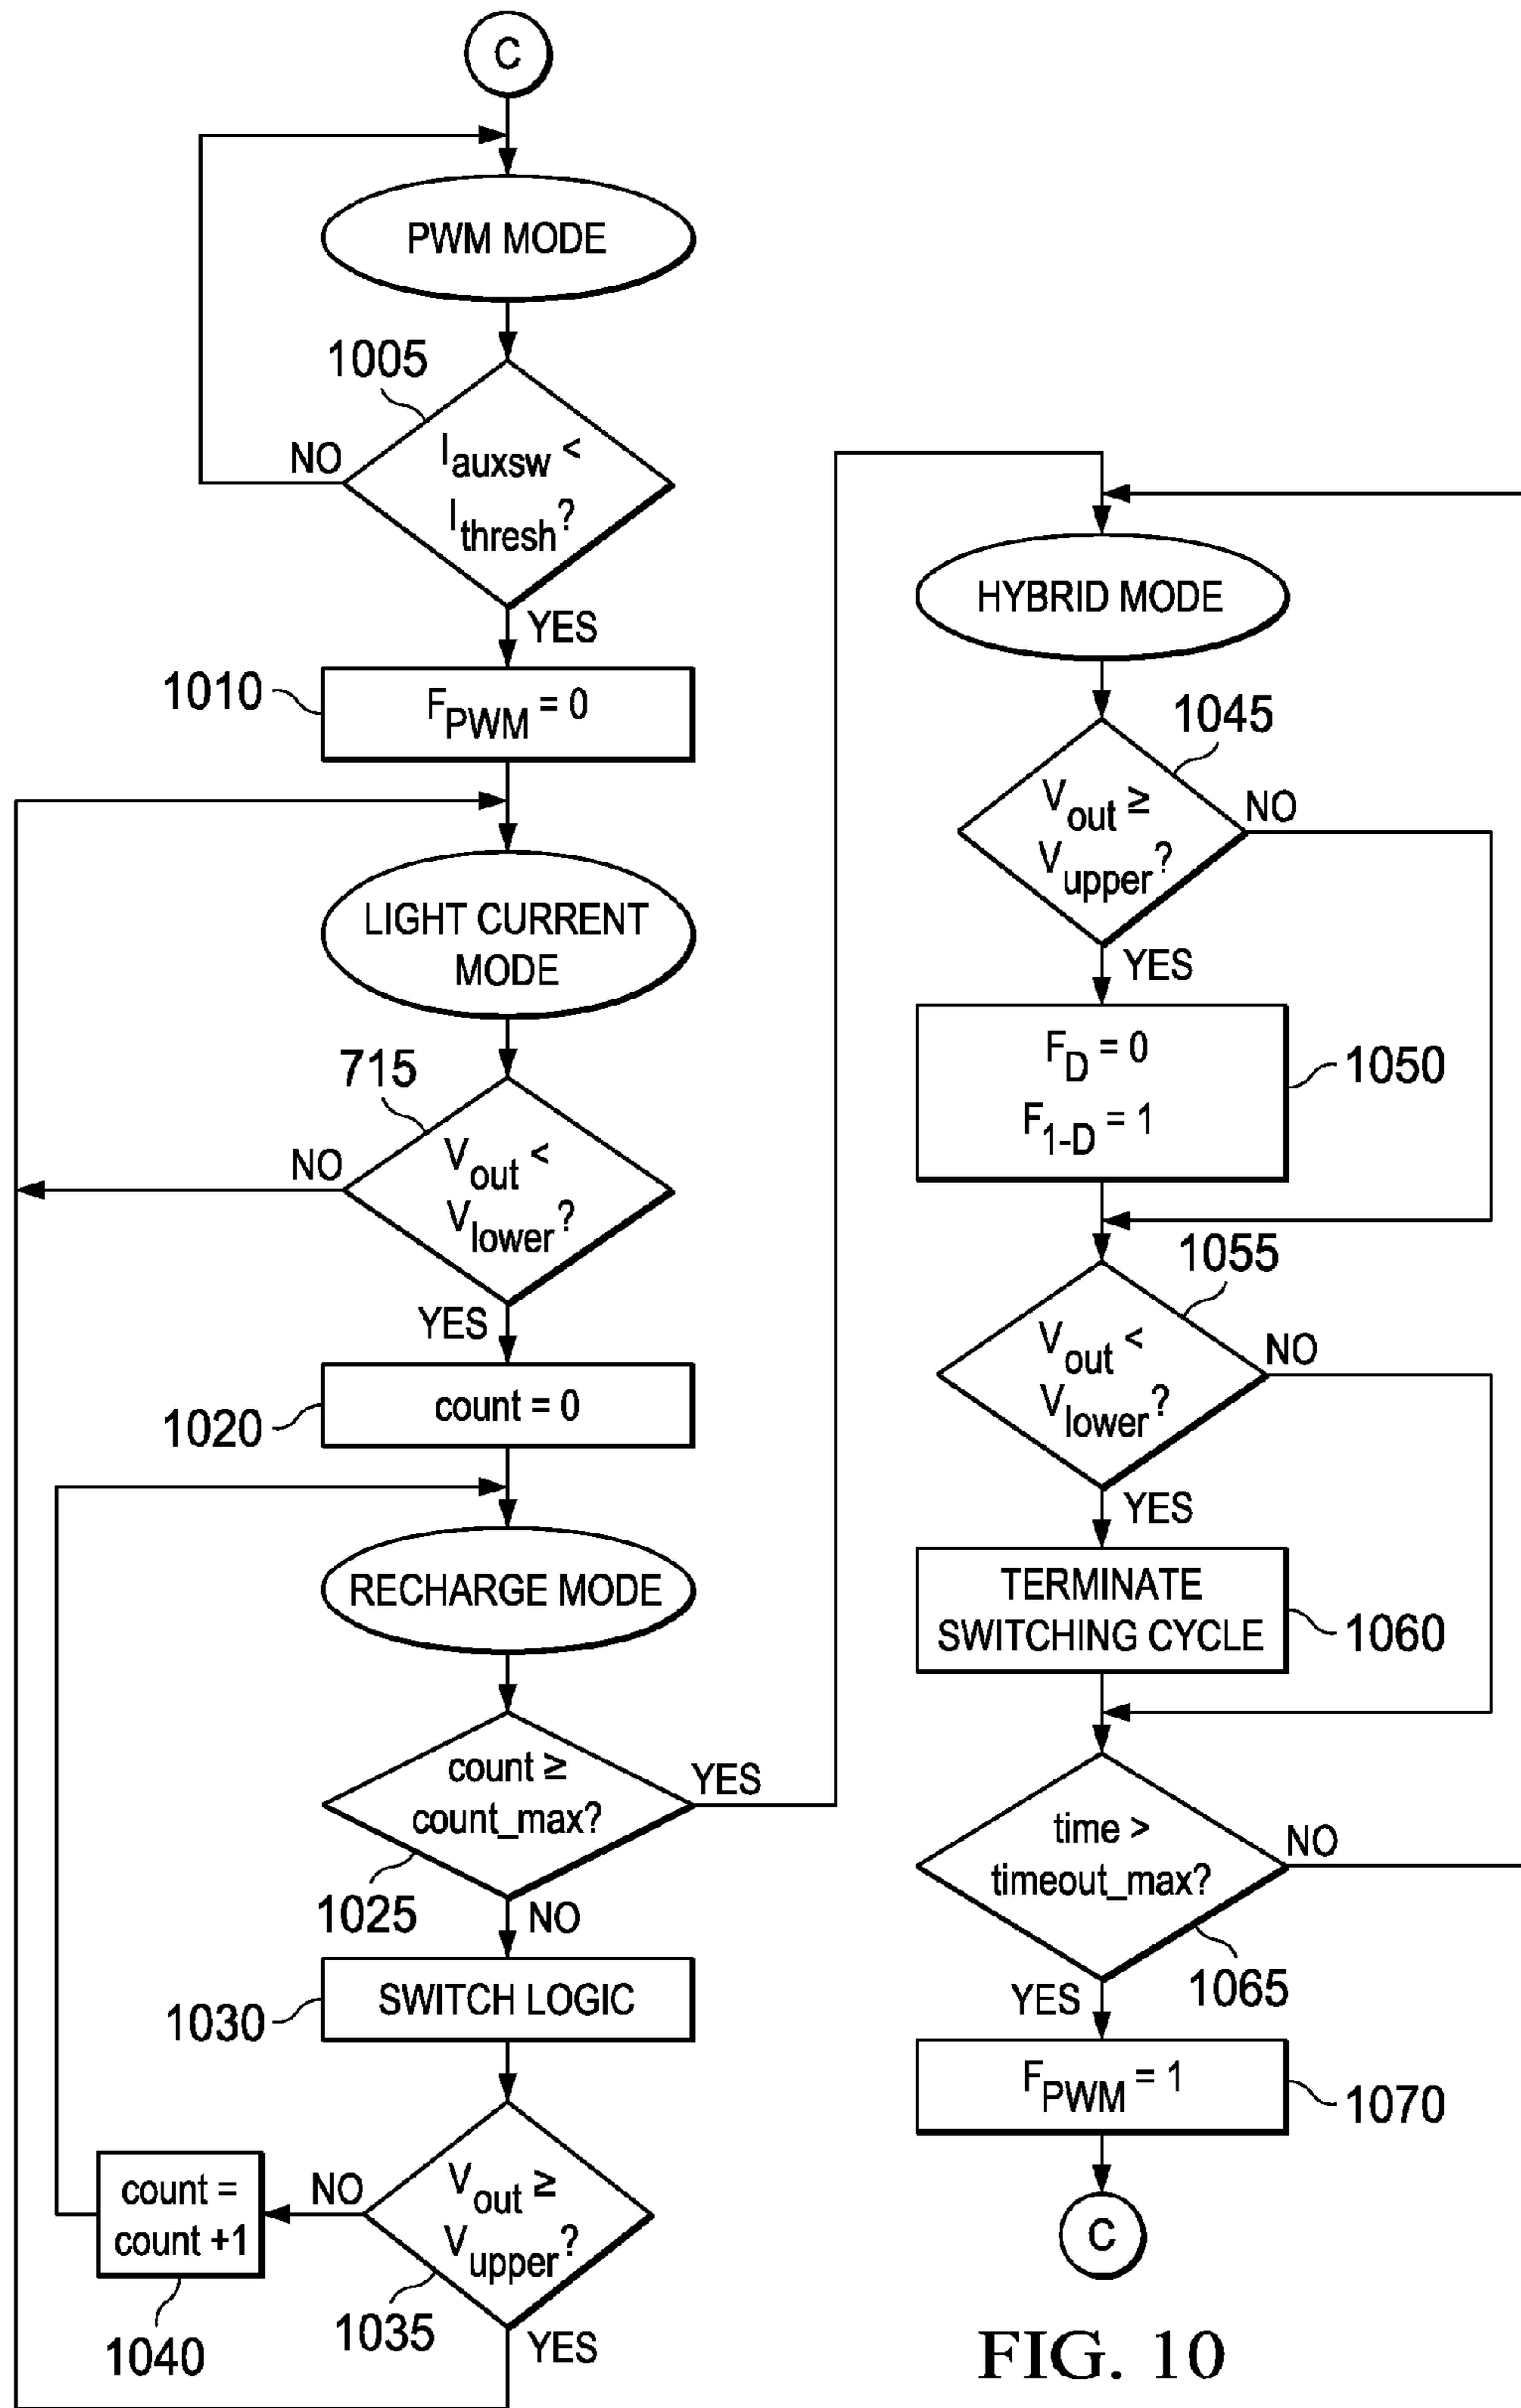 C
PWM MODE
1005
I_auxsw <
I_thresh?
NO
YES
1010
F_PWM = 0
LIGHT CURRENT
MODE
715
V_out <
V_lower?
NO
YES
1020
count = 0
RECHARGE MODE
count ≥
count_max?
YES
1025
NO
1030
SWITCH LOGIC
V_out ≥
V_upper?
NO
count =
count +1
1040
1035
YES
HYBRID MODE
1045
V_out ≥
V_upper?
NO
YES
F_D = 0
F_1-D = 1
1050
1055
V_out <
V_lower?
NO
YES
TERMINATE
SWITCHING CYCLE
1060
time >
timeout_max?
NO
1065
YES
F_PWM = 1
1070
C
FIG. 10